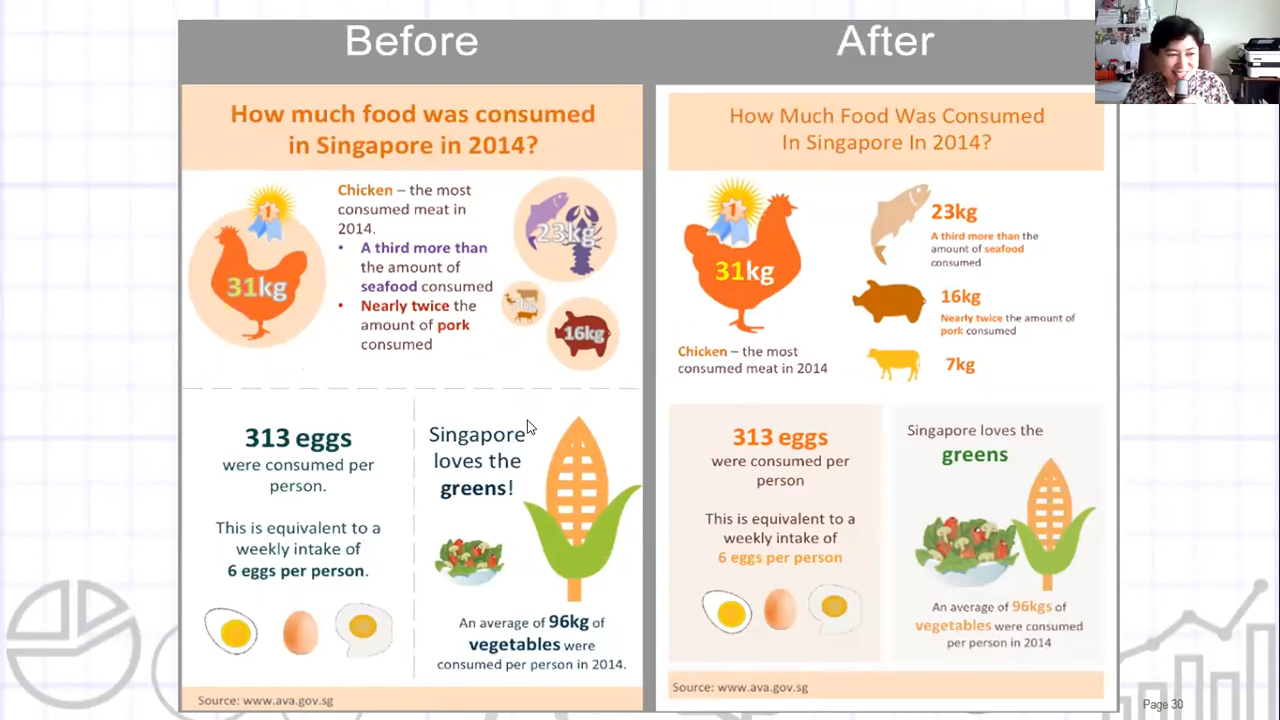 Before
After
How much food was consumed
in Singapore in 2014?
1
31kg
Chicken – the most
consumed meat in
2014.
• A third more than
the amount of
seafood consumed
• Nearly twice the
amount of pork
consumed
23kg
16kg
313 eggs
were consumed per
person.
This is equivalent to a
weekly intake of
6 eggs per person.
Singapore
loves the
greens!
An average of 96kg of
vegetables were
consumed per person in 2014.
Source: www.ava.gov.sg
How Much Food Was Consumed
In Singapore In 2014?
1
31kg
Chicken – the most
consumed meat in 2014
23kg
A third more than the
amount of seafood
consumed
16kg
Nearly twice the amount of
pork consumed
7kg
313 eggs
were consumed per
person
This is equivalent to a
weekly intake of
6 eggs per person
Singapore loves the
greens
An average of 96kgs of
vegetables were consumed
per person in 2014
Source: www.ava.gov.sg
Page 30